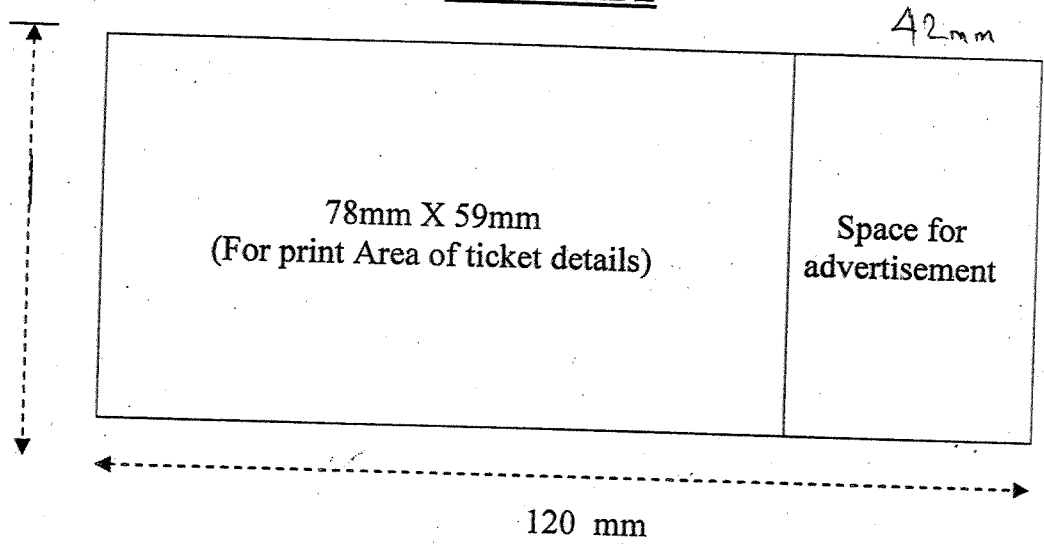 42mm
78mm X 59mm
(For print Area of ticket details)
Space for
advertisement
120 mm